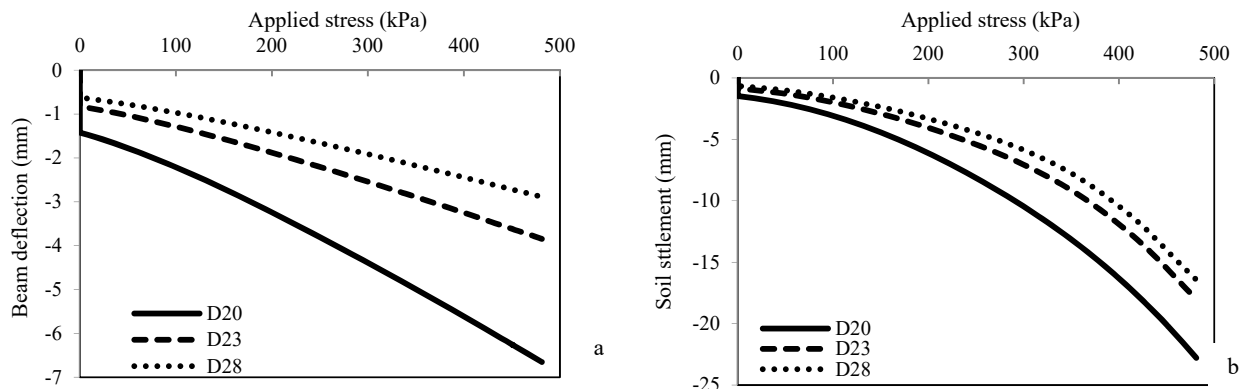 Applied stress (kPa)
0 100 200 300 400 500
0
-1
-2
-3
-4
-5
-6
-7
Beam deflection (mm)
D20
D23
D28
a
Applied stress (kPa)
0 100 200 300 400 500
0
-5
-10
-15
-20
-25
Soil sttlement (mm)
D20
D23
D28
b